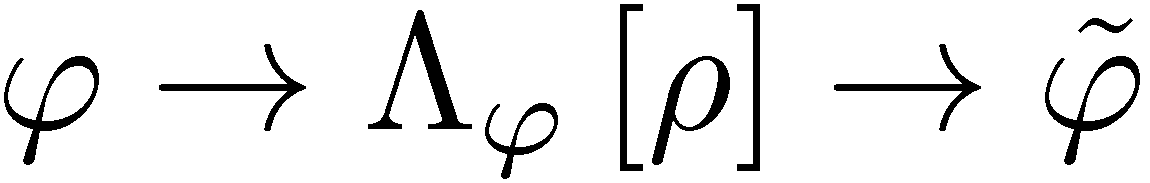 φ → Λ_φ [ρ] → φ̃